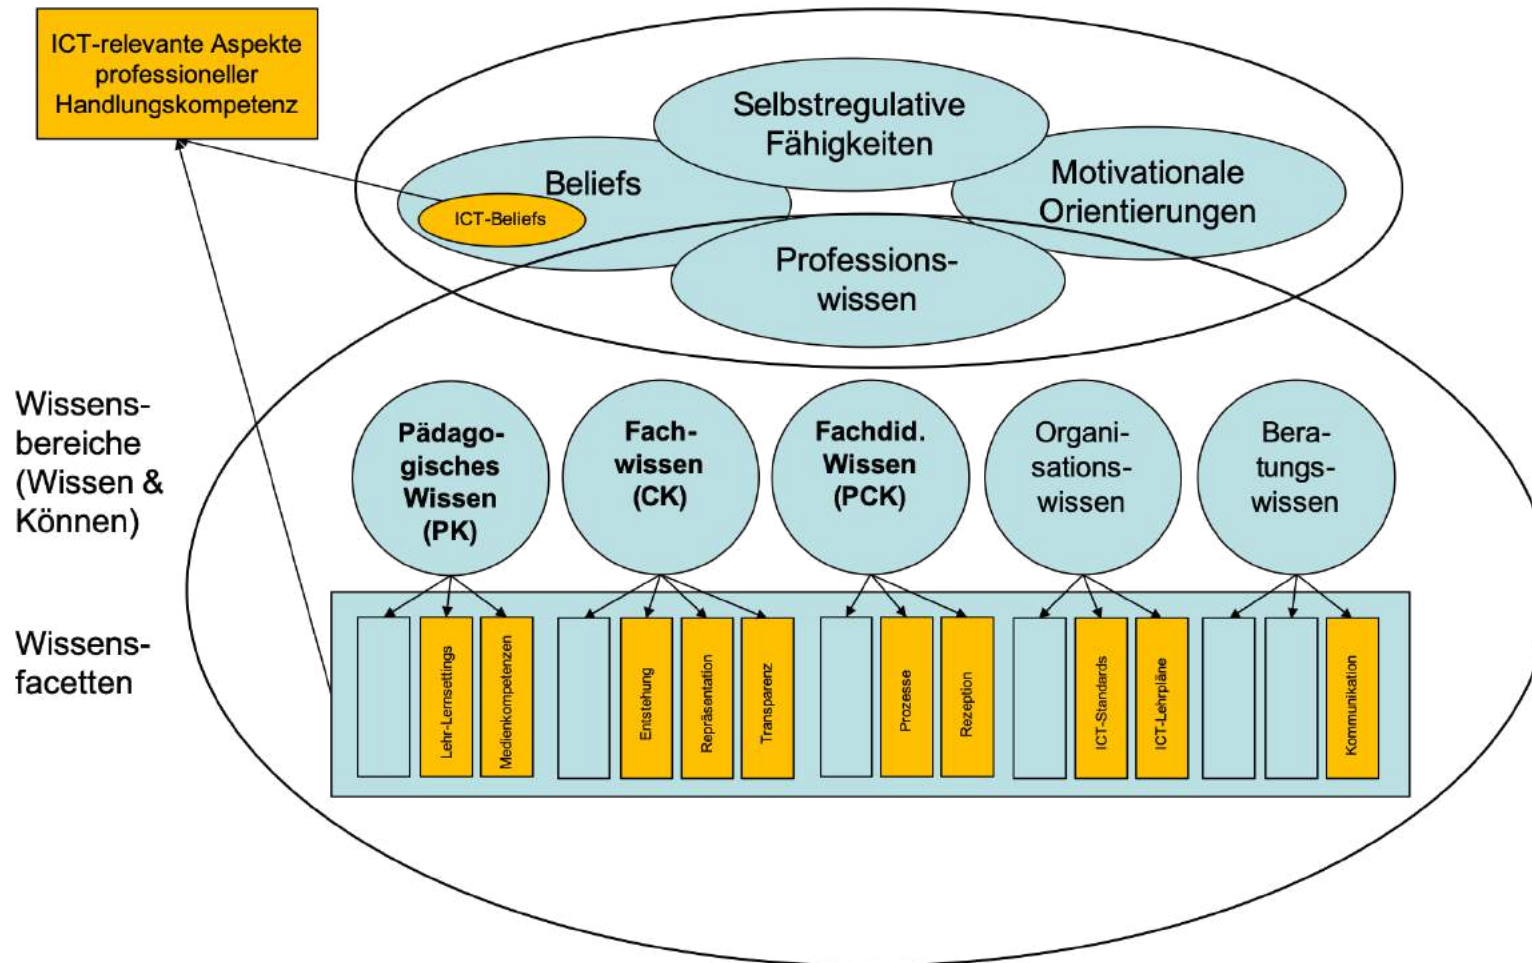 ICT-relevante Aspekte
professioneller
Handlungskompetenz
Selbstregulative
Fähigkeiten
Beliefs
ICT-Beliefs
Motivationale
Orientierungen
Professions-
wissen
Wissens-
bereiche
(Wissen &
Können)
Pädago-
gisches
Wissen
(PK)
Fach-
wissen
(CK)
Fachdid.
Wissen
(PCK)
Organi-
sations-
wissen
Bera-
tungs-
wissen
Wissens-
facetten
Lehr-Lernsettings
Medienkompetenzen
Entstehung
Repräsentation
Transparenz
Prozesse
Rezeption
ICT-Standards
ICT-Lehrpläne
Kommunikation